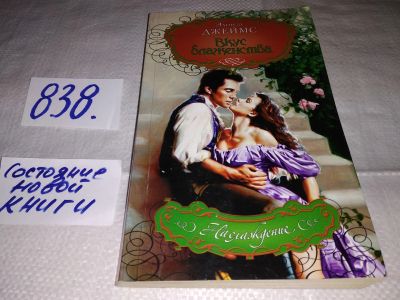 ДЖЕЙМС
Вкус
блаженства
Наслаждение
838.
Состояние
новой
книги